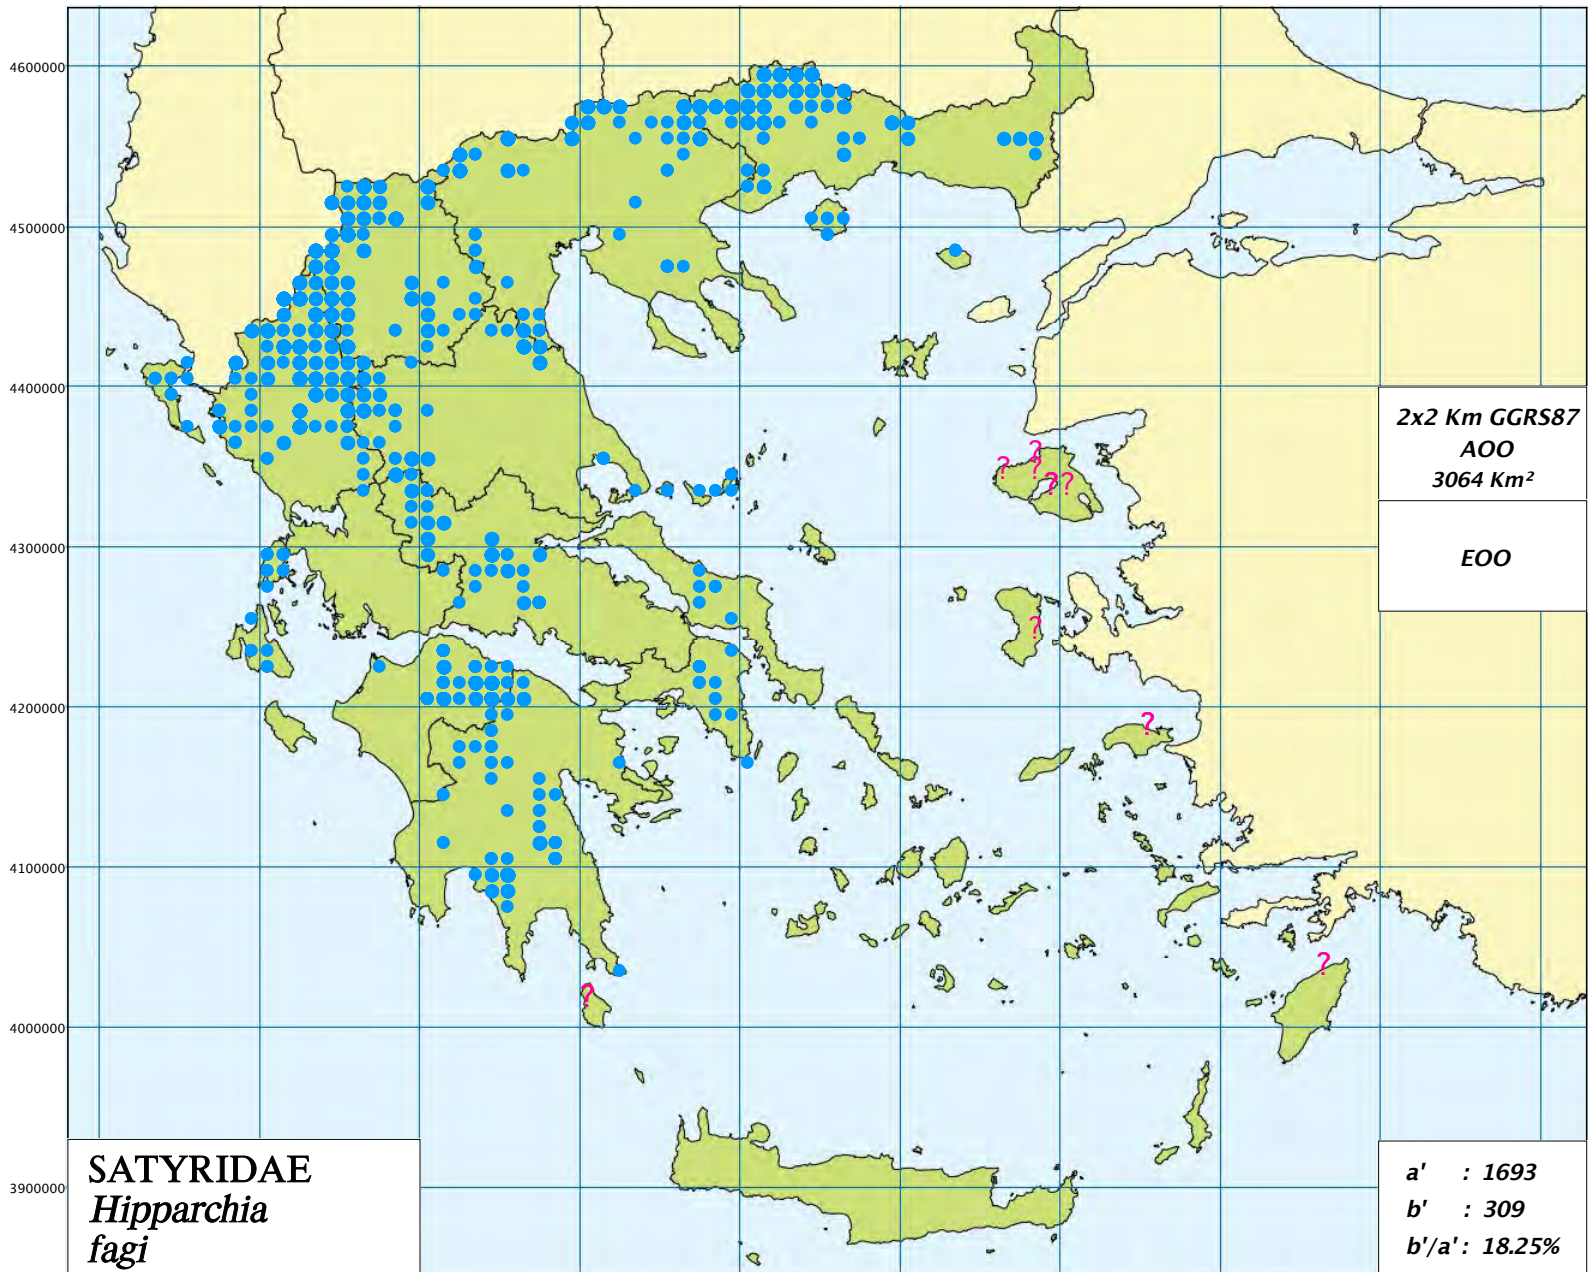 4600000
4500000
4400000
4300000
4200000
4100000
4000000
3900000
2x2 Km GGRS87
AOO
3064 Km²
EOO
?
?
?
?
?
?
?
?
?
SATYRIDAE
Hipparchia
fagi
a' : 1693
b' : 309
b'/a' : 18.25%